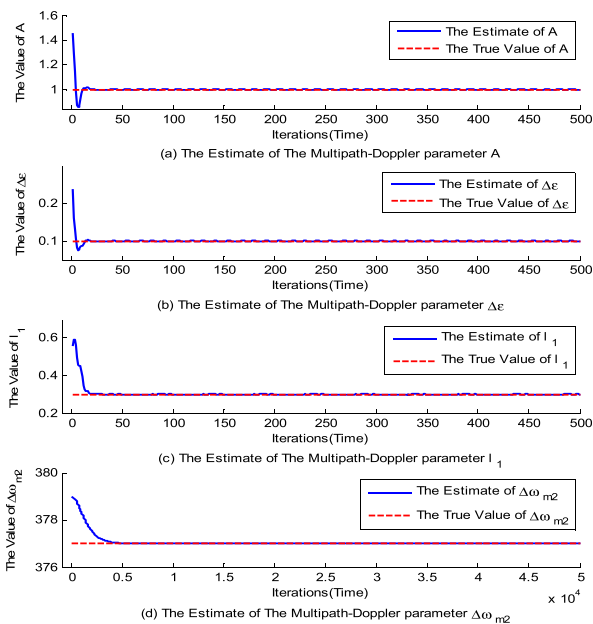 1.6
1.4
1.2
1
The Value of A
The Estimate of A
The True Value of A
0 50 100 150 200 250 300 350 400 450 500
Iterations(Time)
(a) The Estimate of The Multipath-Doppler parameter A
0.2
0.1
The Value of Δε
The Estimate of Δε
The True Value of Δε
0 50 100 150 200 250 300 350 400 450 500
Iterations(Time)
(b) The Estimate of The Multipath-Doppler parameter Δε
0.6
0.4
0.2
The Value of l 1
The Estimate of l 1
The True Value of l 1
0 50 100 150 200 250 300 350 400 450 500
Iterations(Time)
(c) The Estimate of The Multipath-Doppler parameter l 1
380
378
376
The Value of Δω m2
The Estimate of Δω m2
The True Value of Δω m2
0 0.5 1 1.5 2 2.5 3 3.5 4 4.5 5
Iterations(Time)
x 10 4
(d) The Estimate of The Multipath-Doppler parameter Δω m2